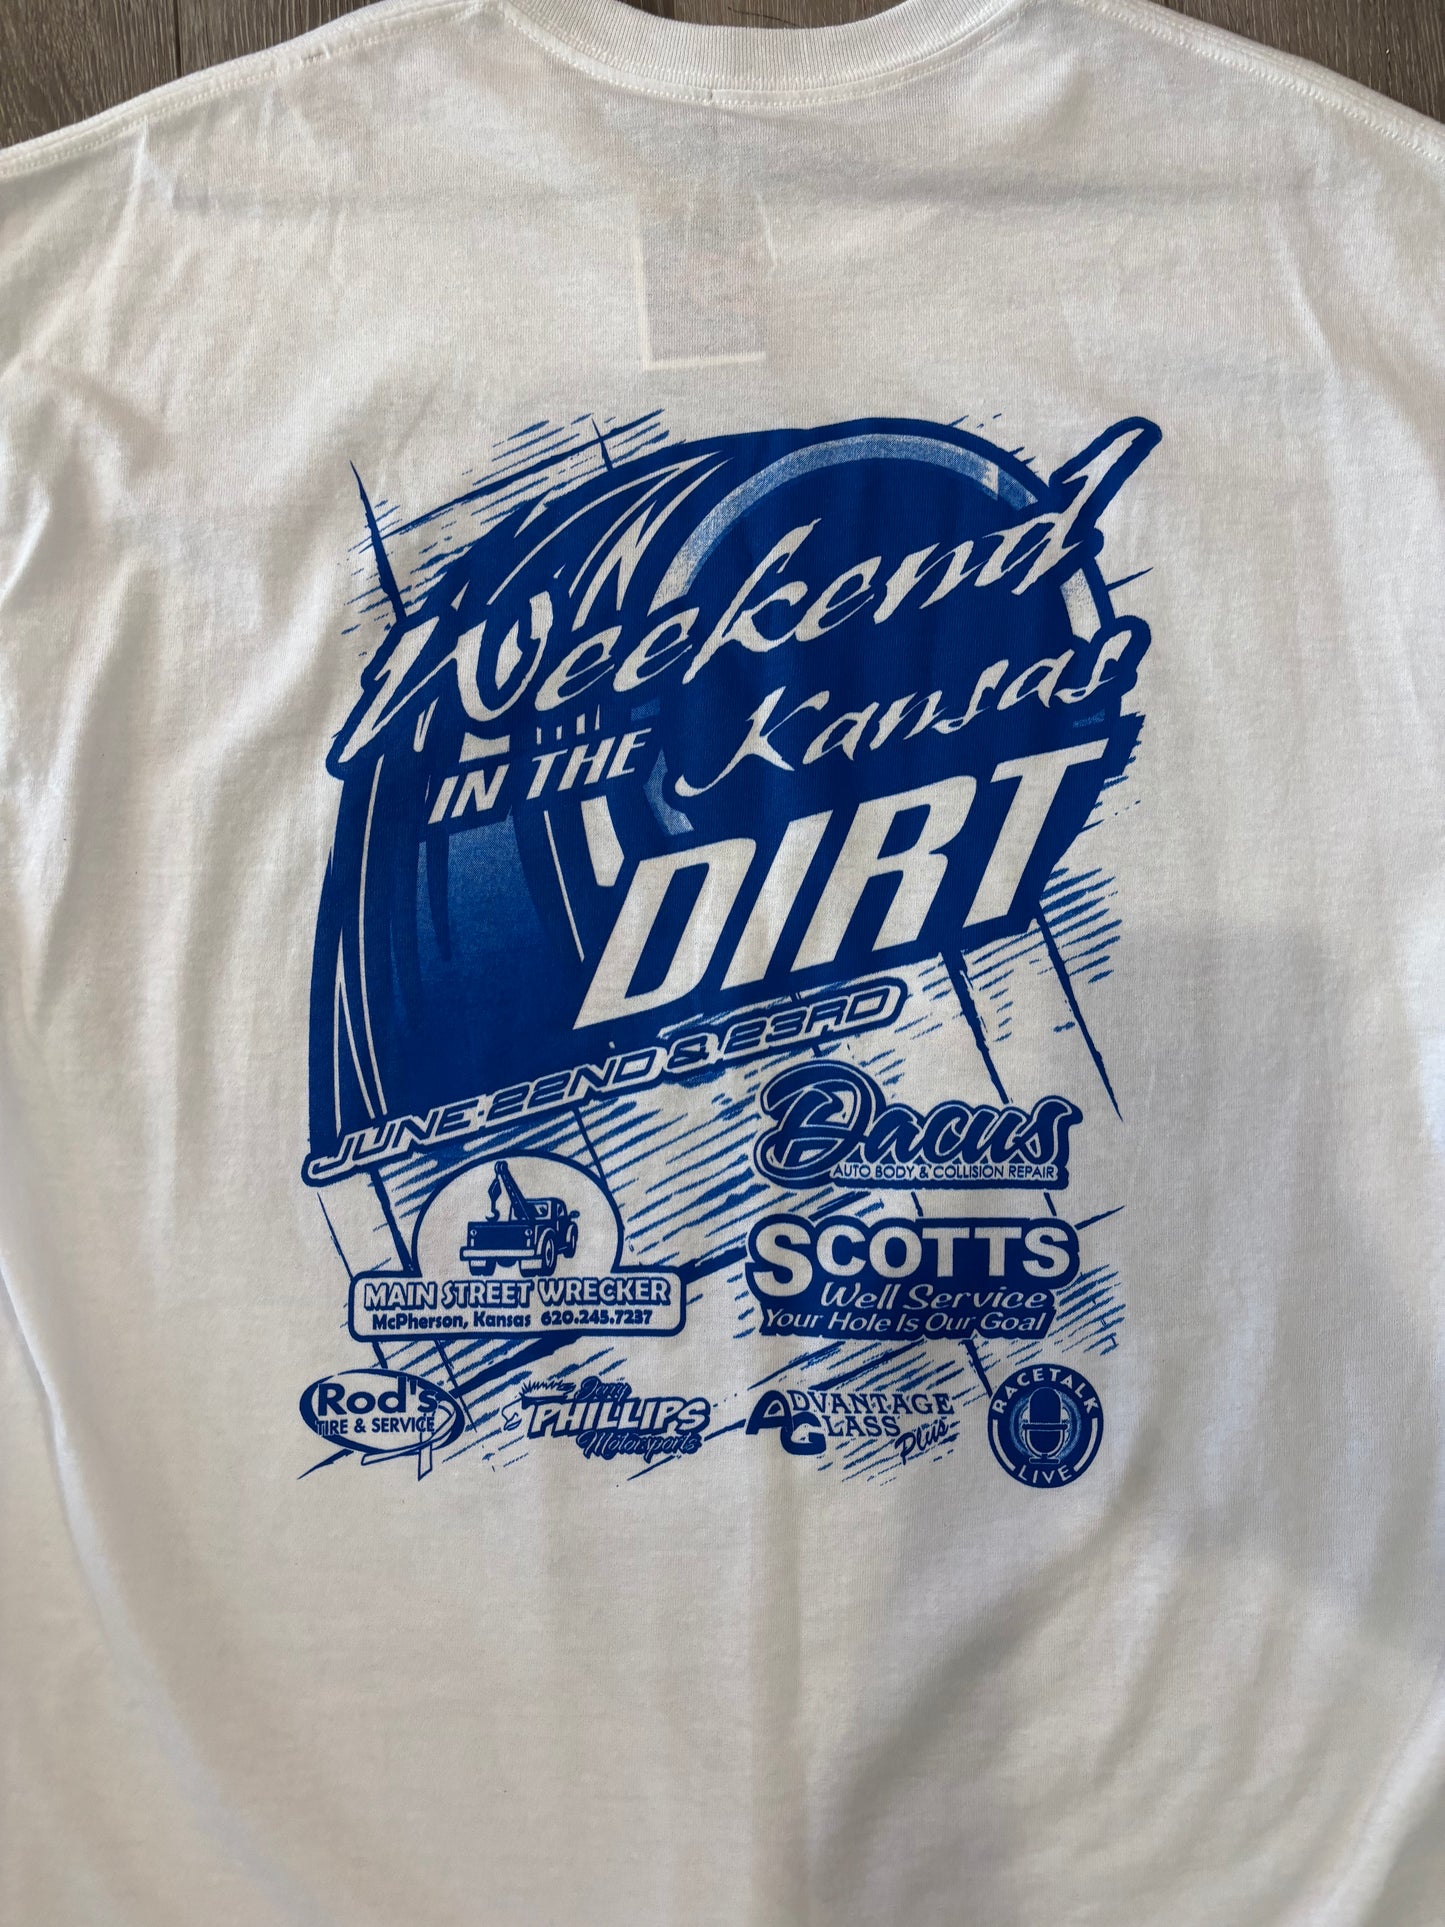 Weekend
IN THE Kansas
DIRT
JUNE 22ND & 23RD
Dacus
AUTO BODY & COLLISION REPAIR
MAIN STREET WRECKER
McPherson, Kansas 620.245.7237
SCOTTS
Well Service
Your Hole Is Our Goal
Rod's
TIRE & SERVICE
PHILLIPS
Motorsports
ADVANTAGE
GLASS
Plus
RACETALK
LIVE